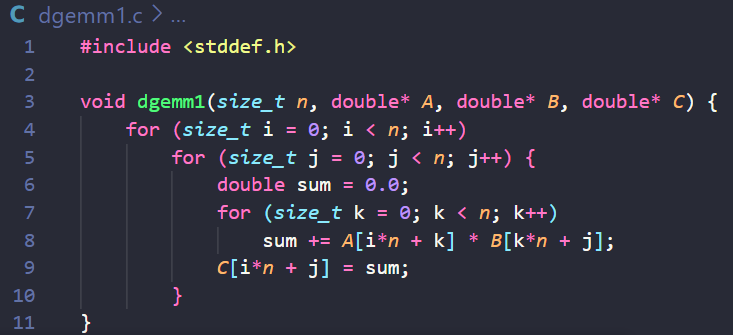 C dgemm1.c > ...
1 #include <stddef.h>
2
3 void dgemm1(size_t n, double* A, double* B, double* C) {
4     for (size_t i = 0; i < n; i++)
5         for (size_t j = 0; j < n; j++) {
6             double sum = 0.0;
7             for (size_t k = 0; k < n; k++)
8                 sum += A[i*n + k] * B[k*n + j];
9             C[i*n + j] = sum;
10         }
11 }